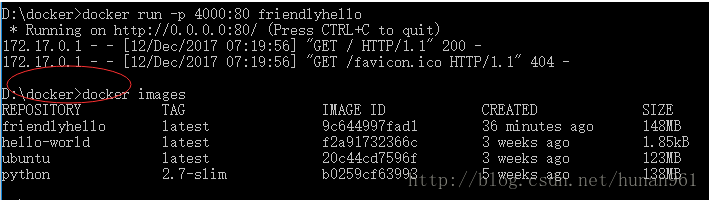 D:\docker>docker run -p 4000:80 friendlyhello
 * Running on http://0.0.0.0:80/ (Press CTRL+C to quit)
172.17.0.1 - - [12/Dec/2017 07:19:56] "GET / HTTP/1.1" 200 -
172.17.0.1 - - [12/Dec/2017 07:19:56] "GET /favicon.ico HTTP/1.1" 404 -
D:\docker>docker images
REPOSITORY TAG IMAGE ID CREATED SIZE
friendlyhello latest 9c644997fad1 36 minutes ago 148MB
hello-world latest f2a91732366c 3 weeks ago 1.85kB
ubuntu latest 20c44cd7596f 3 weeks ago 123MB
python 2.7-slim b0259cf63993 5 weeks ago 138MB
http://blog.csdn.net/hunan961